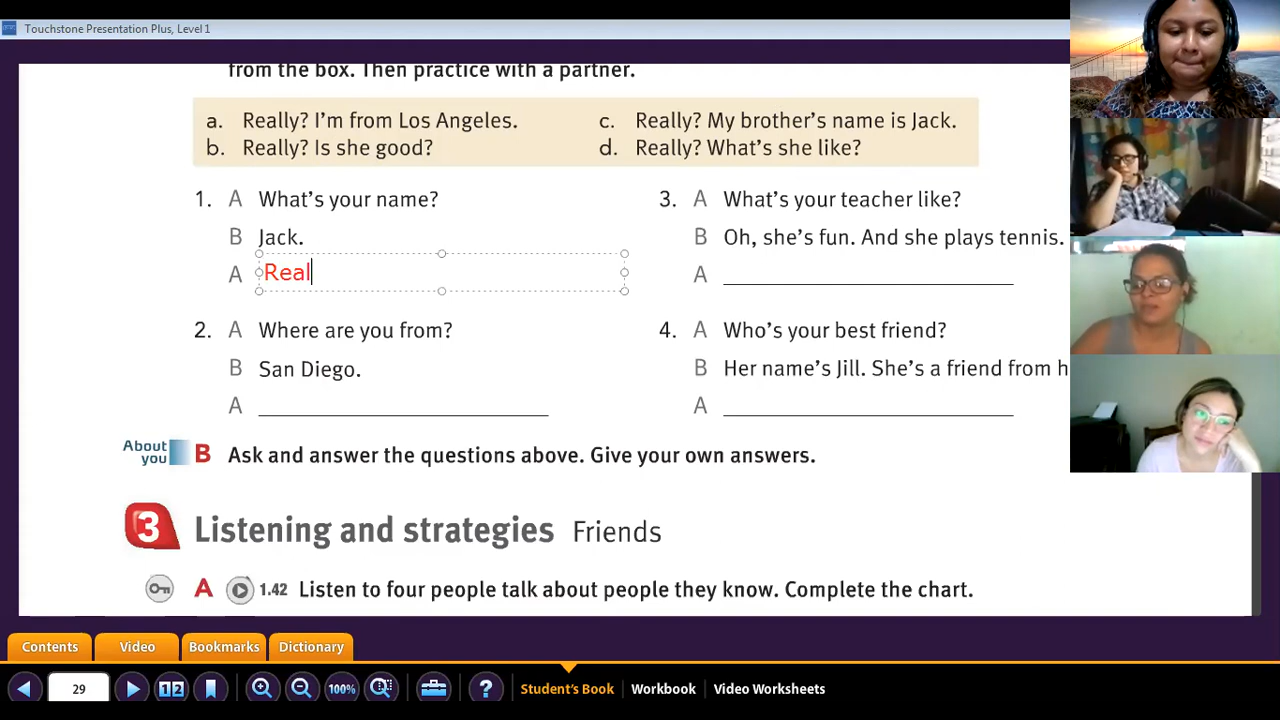 Touchstone Presentation Plus, Level 1
from the box. Then practice with a partner.
a. Really? I'm from Los Angeles.
b. Really? Is she good?
c. Really? My brother's name is Jack.
d. Really? What's she like?
1. A What's your name?
B Jack.
A Real
2. A Where are you from?
B San Diego.
A
3. A What's your teacher like?
B Oh, she's fun. And she plays tennis.
A
4. A Who's your best friend?
B Her name's Jill. She's a friend from h
A
About you B Ask and answer the questions above. Give your own answers.
3 Listening and strategies Friends
A 1.42 Listen to four people talk about people they know. Complete the chart.
Contents Video Bookmarks Dictionary
29 12 100% ? Student's Book Workbook Video Worksheets